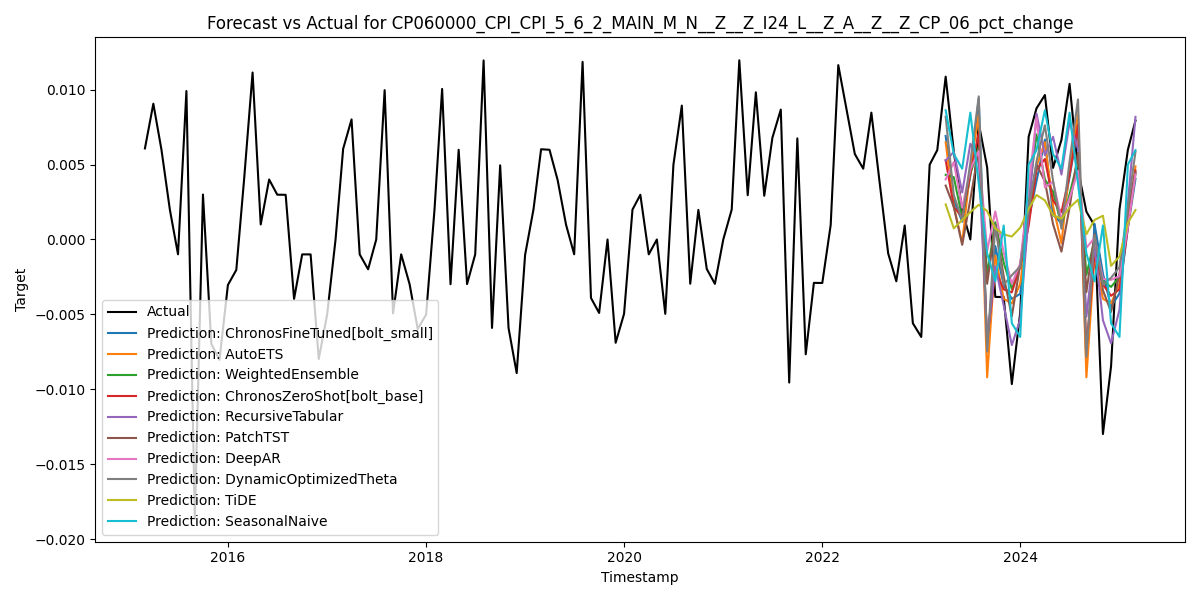 Forecast vs Actual for CP060000_CPI_CPI_5_6_2_MAIN_M_N__Z__Z_I24_L__Z_A__Z__Z_CP_06_pct_change
Target
0.010
0.005
0.000
−0.005
−0.010
−0.015
−0.020
Actual
Prediction: ChronosFineTuned[bolt_small]
Prediction: AutoETS
Prediction: WeightedEnsemble
Prediction: ChronosZeroShot[bolt_base]
Prediction: RecursiveTabular
Prediction: PatchTST
Prediction: DeepAR
Prediction: DynamicOptimizedTheta
Prediction: TiDE
Prediction: SeasonalNaive
2016 2018 2020 2022 2024
Timestamp